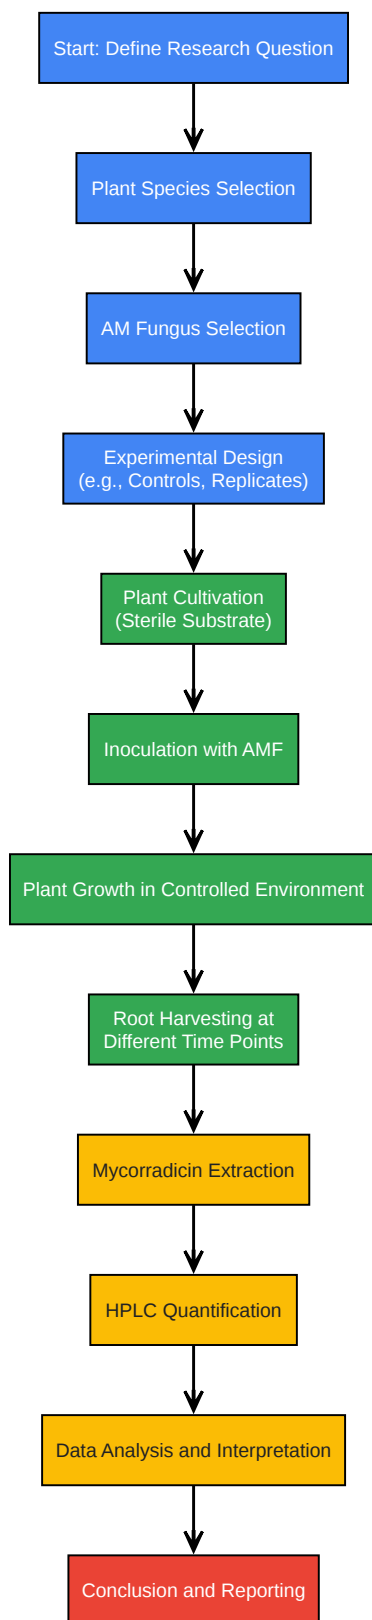 Start: Define Research Question
Plant Species Selection
AM Fungus Selection
Experimental Design
(e.g., Controls, Replicates)
Plant Cultivation
(Sterile Substrate)
Inoculation with AMF
Plant Growth in Controlled Environment
Root Harvesting at
Different Time Points
Mycorradicin Extraction
HPLC Quantification
Data Analysis and Interpretation
Conclusion and Reporting